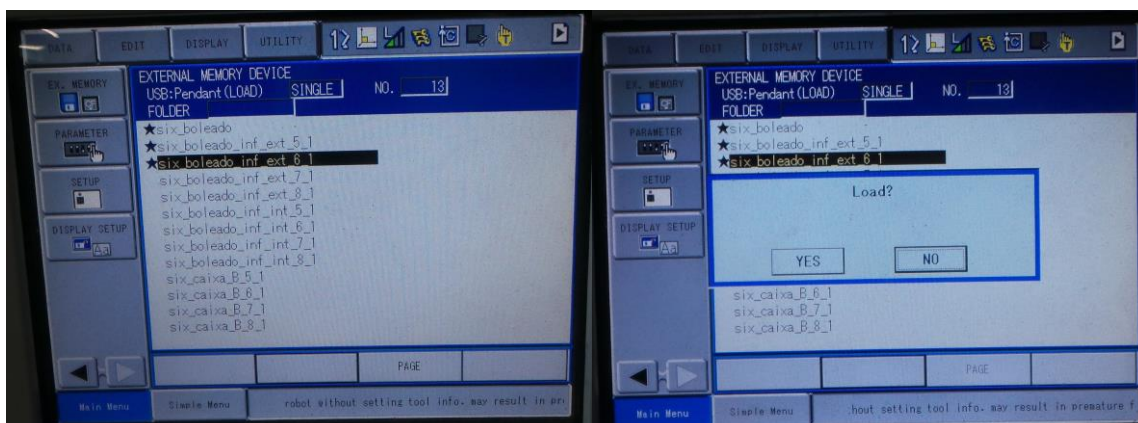 DATA
EDIT
DISPLAY
UTILITY
EX. MEMORY
PARAMETER
SETUP
DISPLAY SETUP
EXTERNAL MEMORY DEVICE
USB:Pendant(LOAD) SINGLE NO. 13
FOLDER
★six_boleado
★six_boleado_inf_ext_5_1
★six_boleado_inf_ext_6_1
six_boleado_inf_ext_7_1
six_boleado_inf_ext_8_1
six_boleado_inf_int_5_1
six_boleado_inf_int_6_1
six_boleado_inf_int_7_1
six_boleado_inf_int_8_1
six_caixa_B_5_1
six_caixa_B_6_1
six_caixa_B_7_1
six_caixa_B_8_1
PAGE
Main Menu
Simple Menu
robot without setting tool info. may result in pre
DATA
EDIT
DISPLAY
UTILITY
EX. MEMORY
PARAMETER
SETUP
DISPLAY SETUP
EXTERNAL MEMORY DEVICE
USB:Pendant(LOAD) SINGLE NO. 13
FOLDER
★six_boleado
★six_boleado_inf_ext_5_1
★six_boleado_inf_ext_6_1
Load?
YES
NO
six_caixa_B_6_1
six_caixa_B_7_1
six_caixa_B_8_1
PAGE
Main Menu
Simple Menu
hout setting tool info. may result in premature f